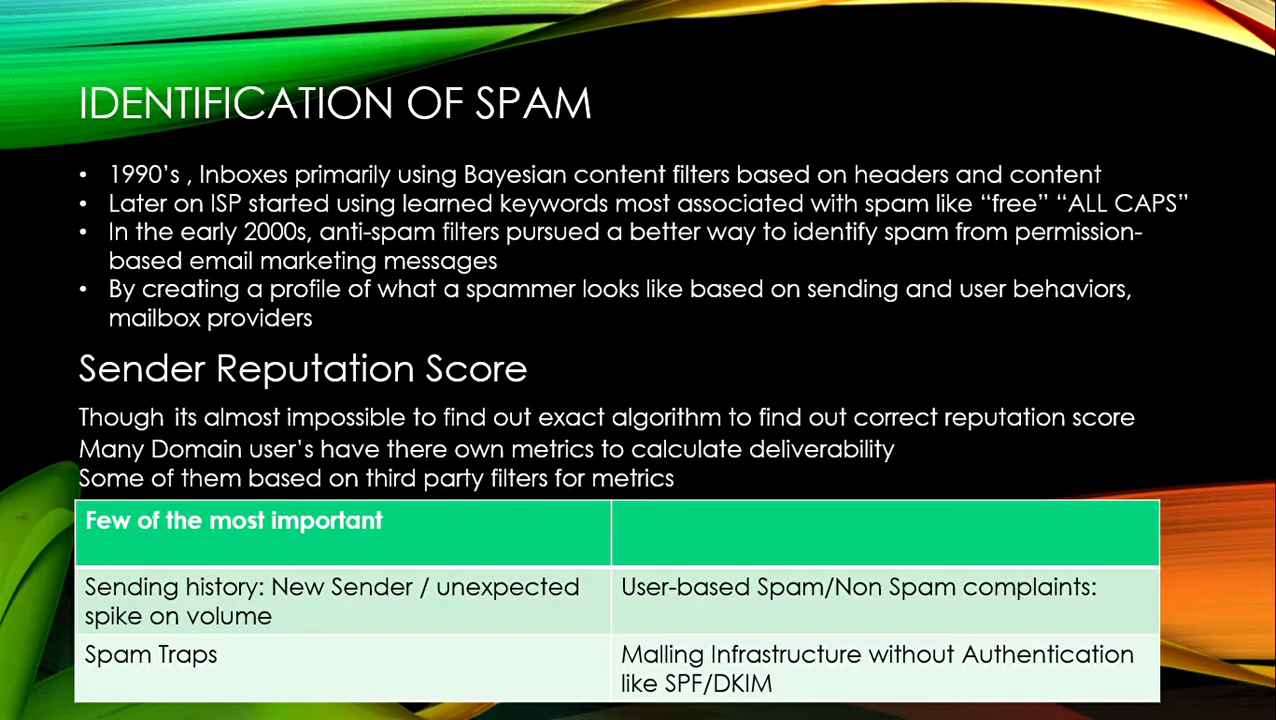 IDENTIFICATION OF SPAM
• 1990's , Inboxes primarily using Bayesian content filters based on headers and content
• Later on ISP started using learned keywords most associated with spam like “free” “ALL CAPS”
• In the early 2000s, anti-spam filters pursued a better way to identify spam from permission-
based email marketing messages
• By creating a profile of what a spammer looks like based on sending and user behaviors,
mailbox providers
Sender Reputation Score
Though its almost impossible to find out exact algorithm to find out correct reputation score
Many Domain user's have there own metrics to calculate deliverability
Some of them based on third party filters for metrics
Few of the most important
Sending history: New Sender / unexpected
spike on volume
User-based Spam/Non Spam complaints:
Spam Traps
Malling Infrastructure without Authentication
like SPF/DKIM